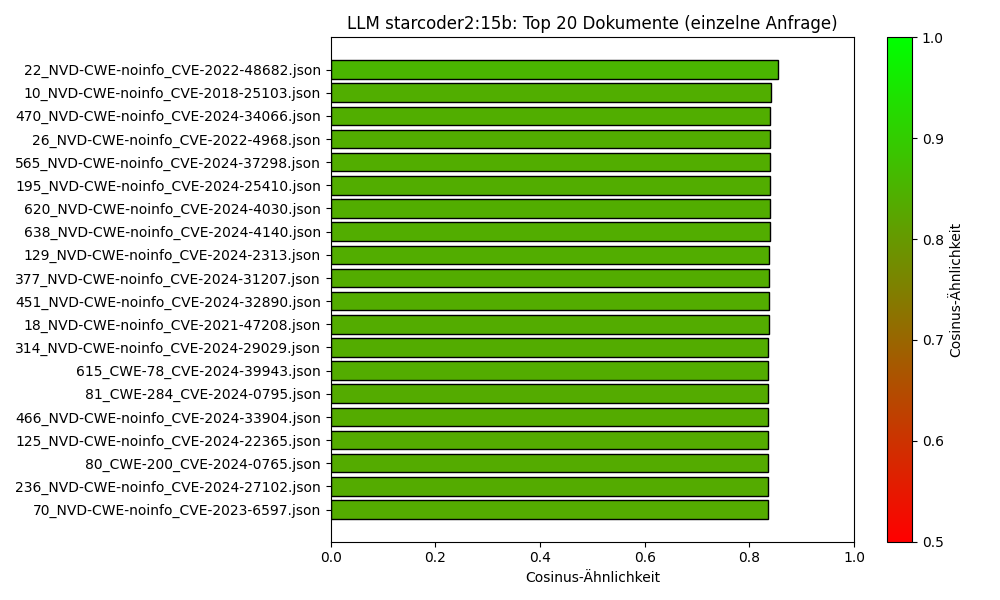 LLM starcoder2:15b: Top 20 Dokumente (einzelne Anfrage)
22_NVD-CWE-noinfo_CVE-2022-48682.json
10_NVD-CWE-noinfo_CVE-2018-25103.json
470_NVD-CWE-noinfo_CVE-2024-34066.json
26_NVD-CWE-noinfo_CVE-2022-4968.json
565_NVD-CWE-noinfo_CVE-2024-37298.json
195_NVD-CWE-noinfo_CVE-2024-25410.json
620_NVD-CWE-noinfo_CVE-2024-4030.json
638_NVD-CWE-noinfo_CVE-2024-4140.json
129_NVD-CWE-noinfo_CVE-2024-2313.json
377_NVD-CWE-noinfo_CVE-2024-31207.json
451_NVD-CWE-noinfo_CVE-2024-32890.json
18_NVD-CWE-noinfo_CVE-2021-47208.json
314_NVD-CWE-noinfo_CVE-2024-29029.json
615_CWE-78_CVE-2024-39943.json
81_CWE-284_CVE-2024-0795.json
466_NVD-CWE-noinfo_CVE-2024-33904.json
125_NVD-CWE-noinfo_CVE-2024-22365.json
80_CWE-200_CVE-2024-0765.json
236_NVD-CWE-noinfo_CVE-2024-27102.json
70_NVD-CWE-noinfo_CVE-2023-6597.json
0.0 0.2 0.4 0.6 0.8 1.0
Cosinus-Ähnlichkeit
1.0
0.9
0.8
0.7
0.6
0.5
Cosinus-Ähnlichkeit